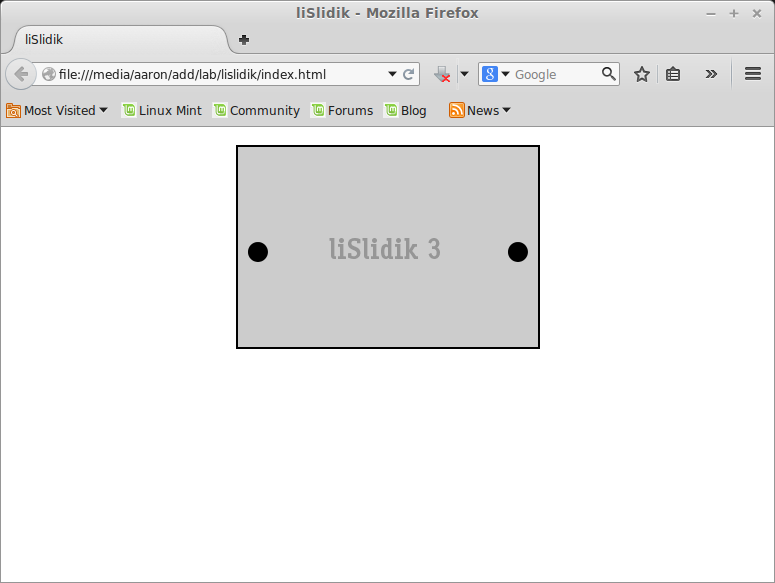 liSlidik - Mozilla Firefox
liSlidik
file:///media/aaron/add/lab/lislidik/index.html
Google
Most Visited Linux Mint Community Forums Blog News
liSlidik 3